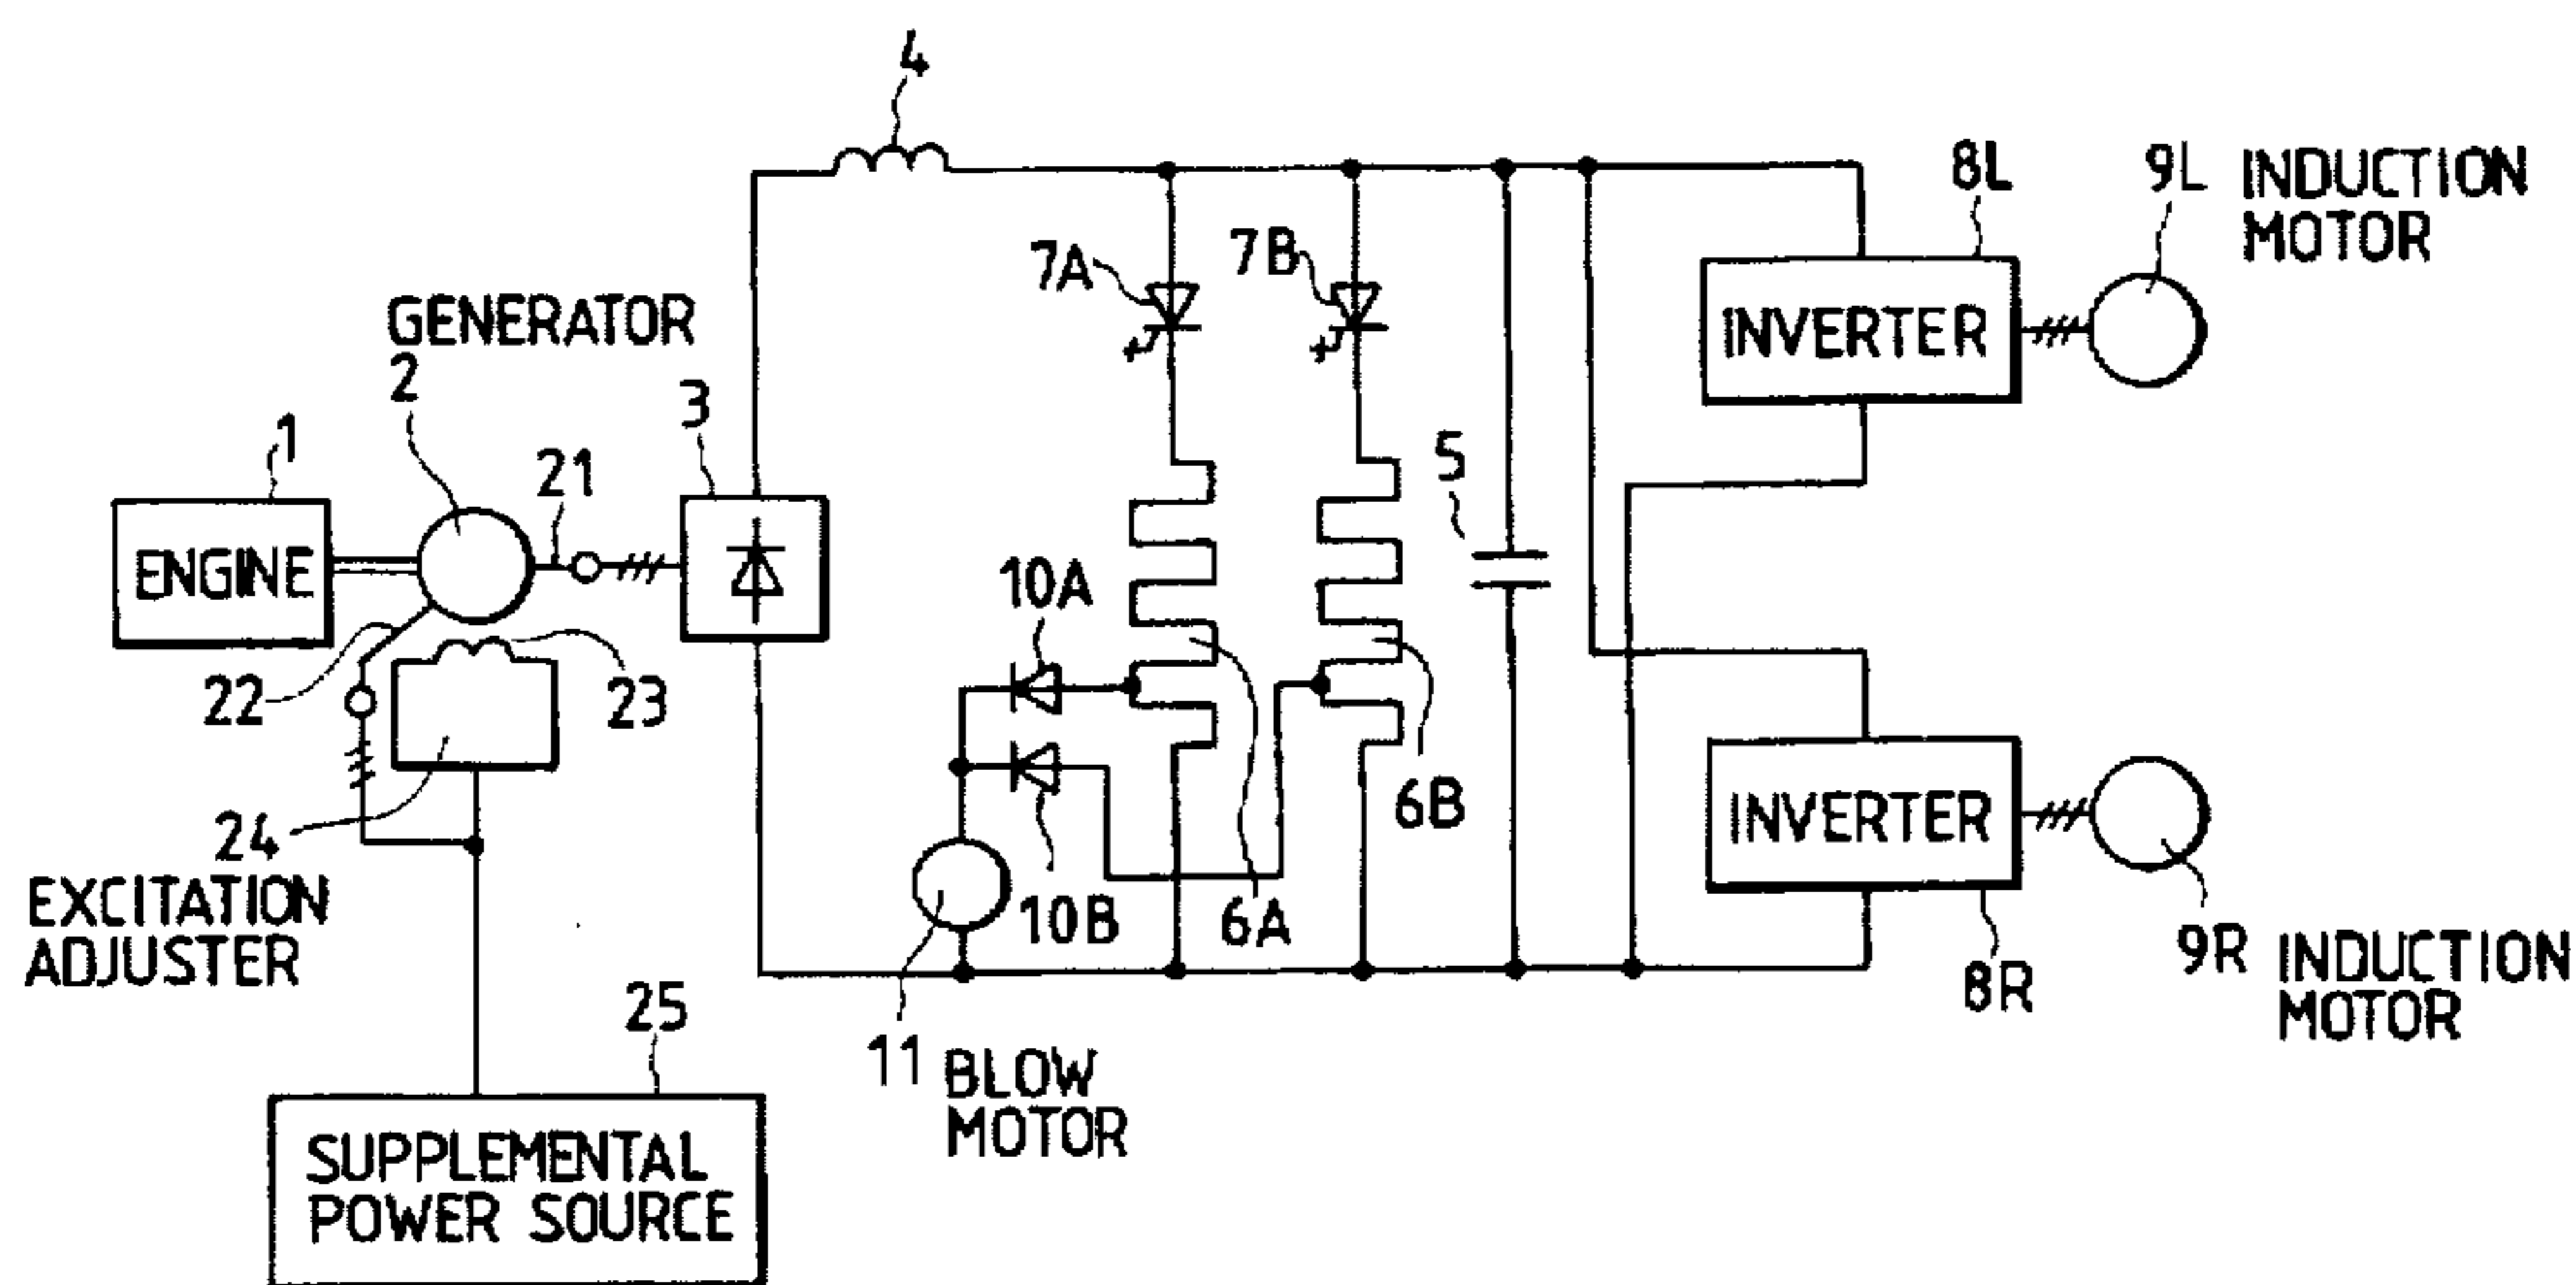 4
8L
9L INDUCTION
MOTOR
7A
7B
INVERTER
GENERATOR
2
3
1
21
5
ENGINE
10A
22
23
6B
INVERTER
24
EXCITATION
ADJUSTER
10B
6A
9R INDUCTION
MOTOR
8R
25
11 BLOW
MOTOR
SUPPLEMENTAL
POWER SOURCE